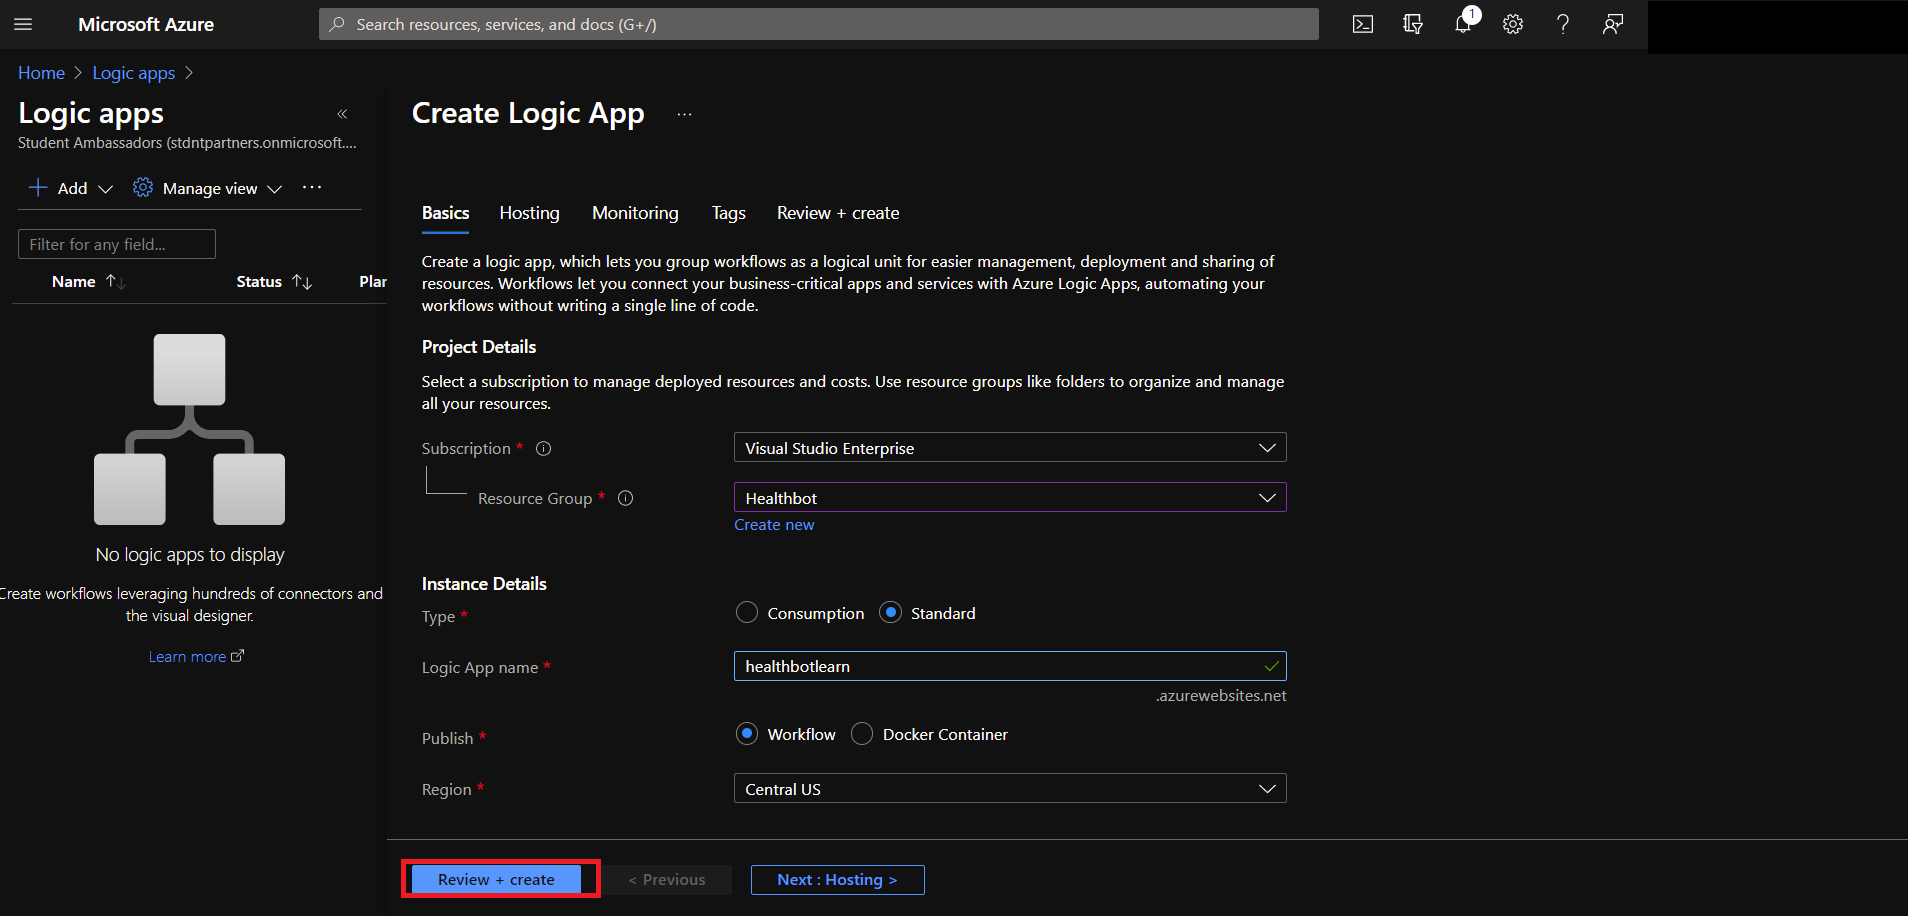 Microsoft Azure
Search resources, services, and docs (G+/)
1
Home > Logic apps >
Logic apps
«
Student Ambassadors (stdntpartners.onmicrosoft....
Add
Manage view
...
Filter for any field...
Name
Status
Plan
No logic apps to display
Create workflows leveraging hundreds of connectors and
the visual designer.
Learn more
Create Logic App ...
Basics
Hosting
Monitoring
Tags
Review + create
Create a logic app, which lets you group workflows as a logical unit for easier management, deployment and sharing of
resources. Workflows let you connect your business-critical apps and services with Azure Logic Apps, automating your
workflows without writing a single line of code.
Project Details
Select a subscription to manage deployed resources and costs. Use resource groups like folders to organize and manage
all your resources.
Subscription *
Visual Studio Enterprise
Resource Group *
Healthbot
Create new
Instance Details
Type *
Consumption
Standard
Logic App name *
healthbotlearn
.azurewebsites.net
Publish *
Workflow
Docker Container
Region *
Central US
Review + create
< Previous
Next : Hosting >